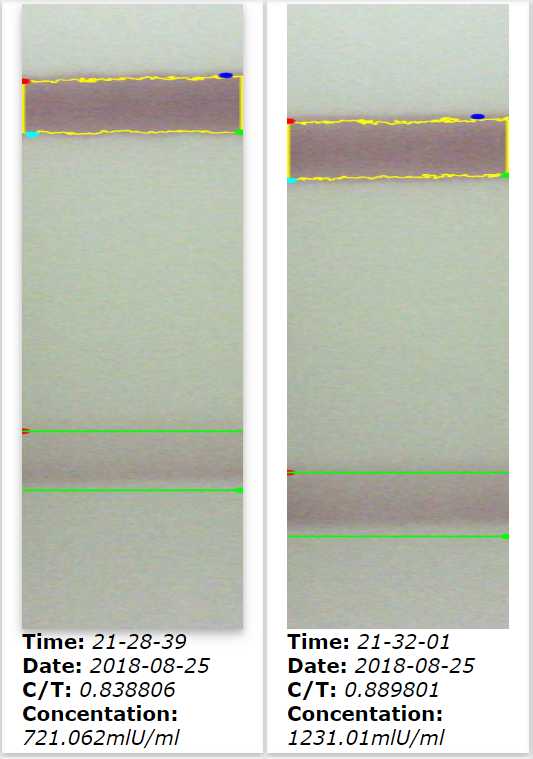 Time: 21-28-39
Date: 2018-08-25
C/T: 0.838806
Concentation:
721.062mlU/ml
Time: 21-32-01
Date: 2018-08-25
C/T: 0.889801
Concentation:
1231.01mlU/ml